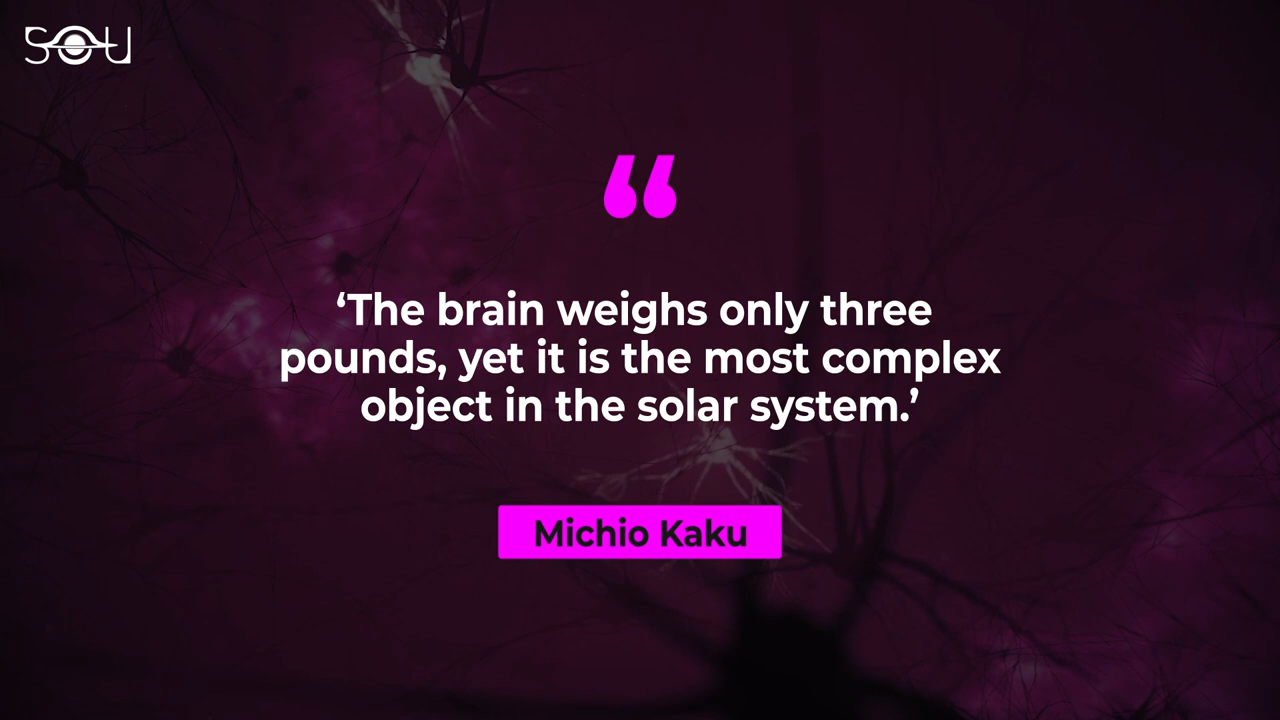 SOU
“
‘The brain weighs only three
pounds, yet it is the most complex
object in the solar system.’
Michio Kaku